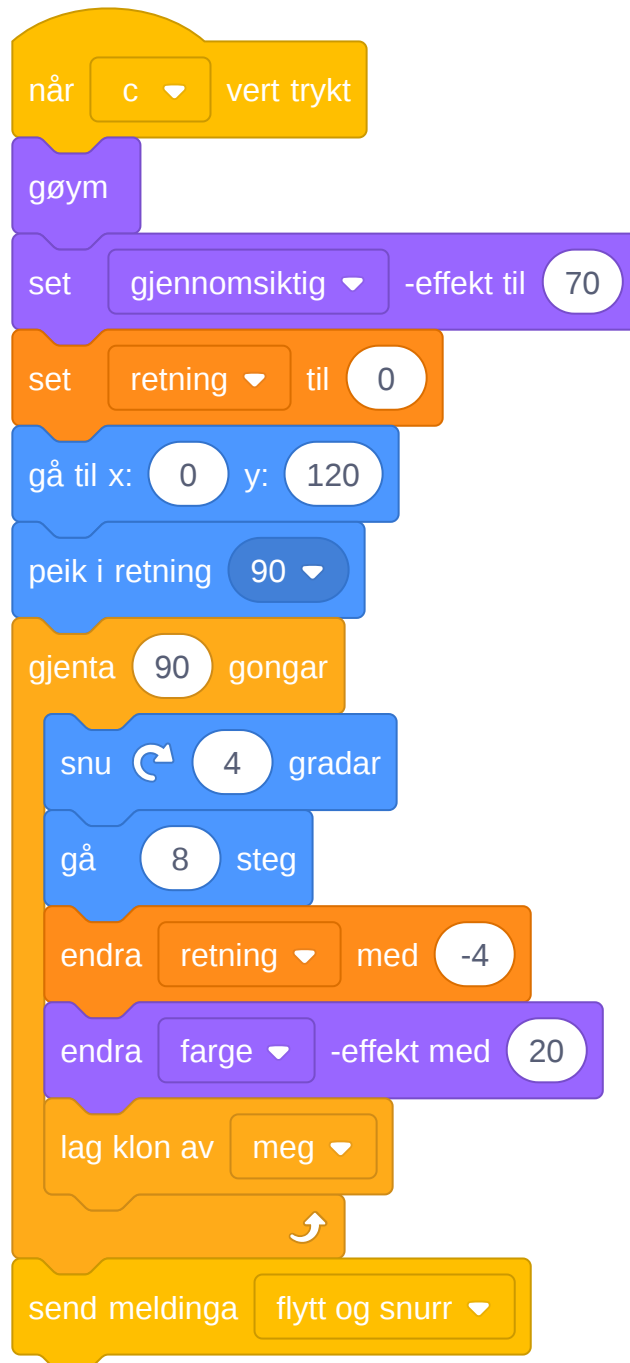 når c vert trykt
gøym
set gjennomsiktig -effekt til 70
set retning til 0
gå til x: 0 y: 120
peik i retning 90
gjenta 90 gongar
snu 4 gradar
gå 8 steg
endra retning med -4
endra farge -effekt med 20
lag klon av meg
send meldinga flytt og snurr